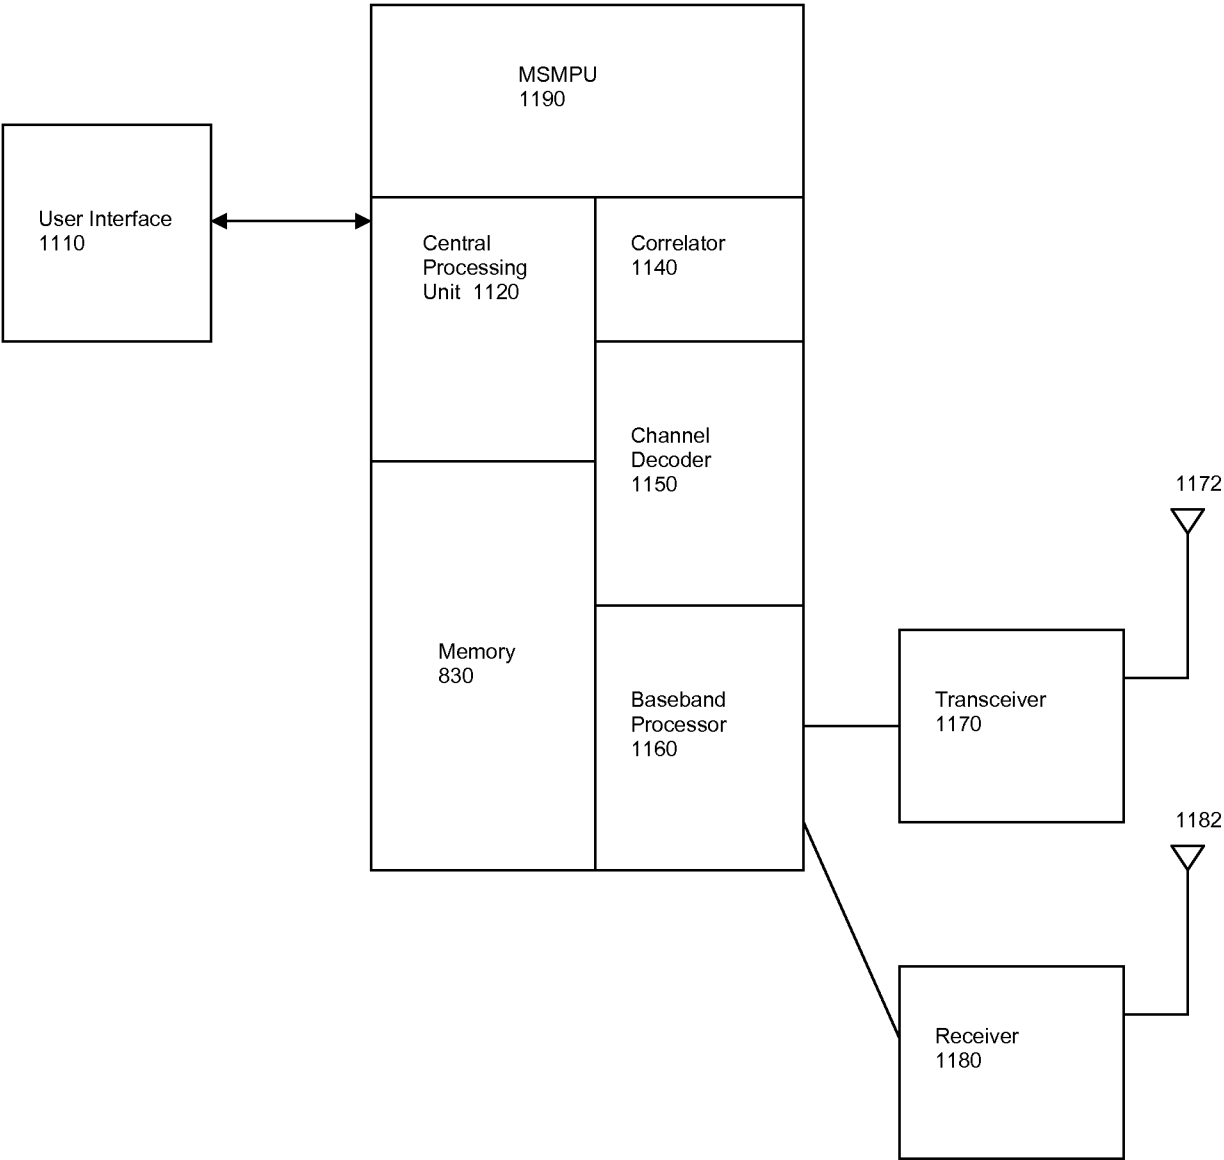 MSMPU
1190
User Interface
1110
Central
Processing
Unit  1120
Correlator
1140
Channel
Decoder
1150
1172
Memory
830
Baseband
Processor
1160
Transceiver
1170
1182
Receiver
1180